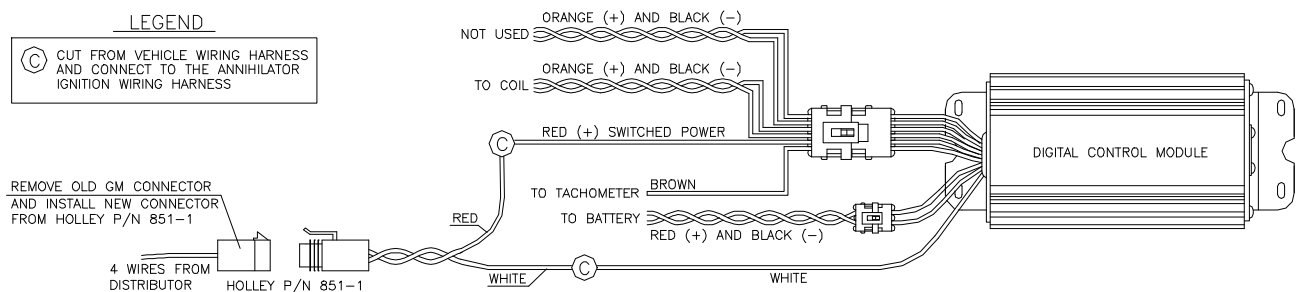 LEGEND
C
CUT FROM VEHICLE WIRING HARNESS
AND CONNECT TO THE ANNIHILATOR
IGNITION WIRING HARNESS
ORANGE (+) AND BLACK (-)
NOT USED
ORANGE (+) AND BLACK (-)
TO COIL
RED (+) SWITCHED POWER
C
DIGITAL CONTROL MODULE
BROWN
TO TACHOMETER
TO BATTERY
RED (+) AND BLACK (-)
REMOVE OLD GM CONNECTOR
AND INSTALL NEW CONNECTOR
FROM HOLLEY P/N 851-1
RED
4 WIRES FROM
DISTRIBUTOR
HOLLEY P/N 851-1
WHITE
C
WHITE